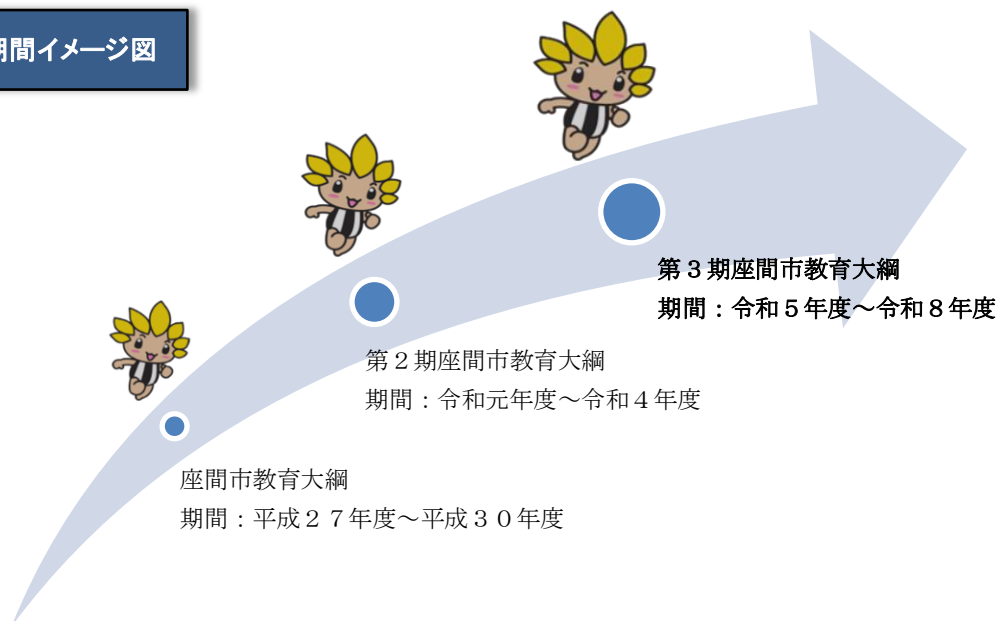 期間イメージ図
第３期座間市教育大綱
期間：令和５年度～令和８年度
第２期座間市教育大綱
期間：令和元年度～令和４年度
座間市教育大綱
期間：平成２７年度～平成３０年度